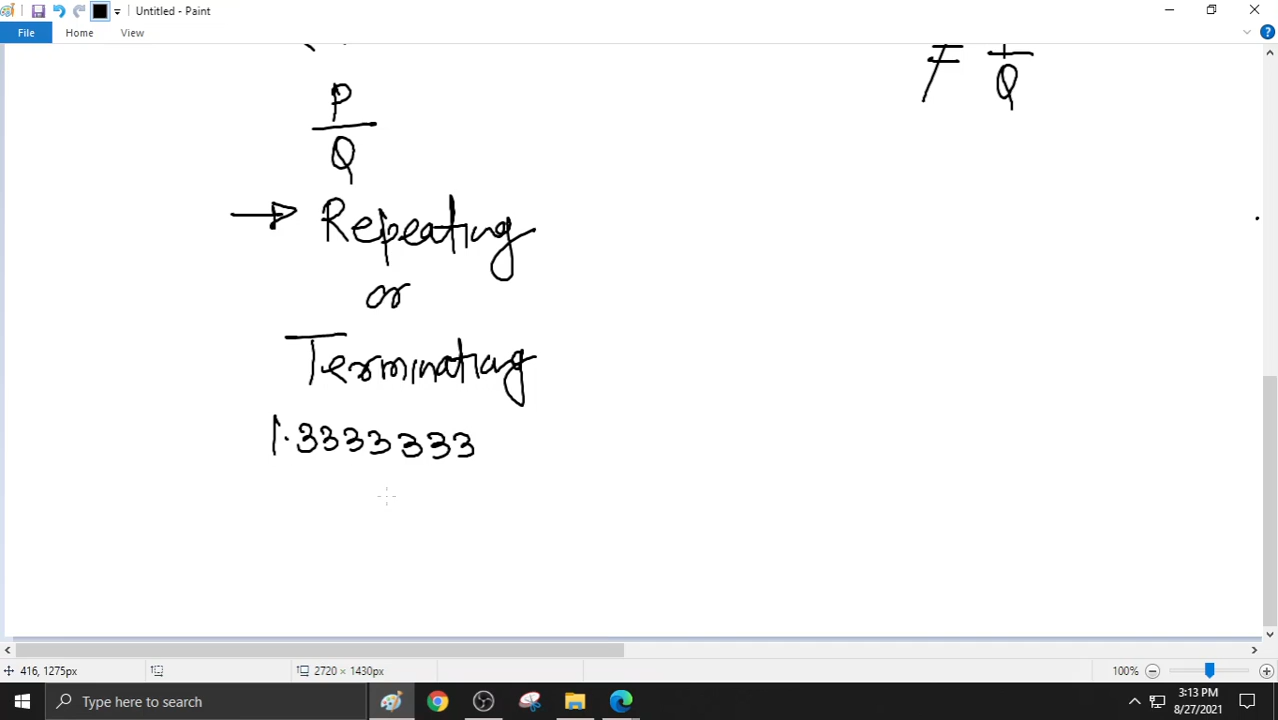 Untitled - Paint
File Home View
≠ P/Q
P
Q
→ Repeating
or
Terminating
1.3333333
416, 1275px
2720 × 1430px
100%
Type here to search
3:13 PM
8/27/2021